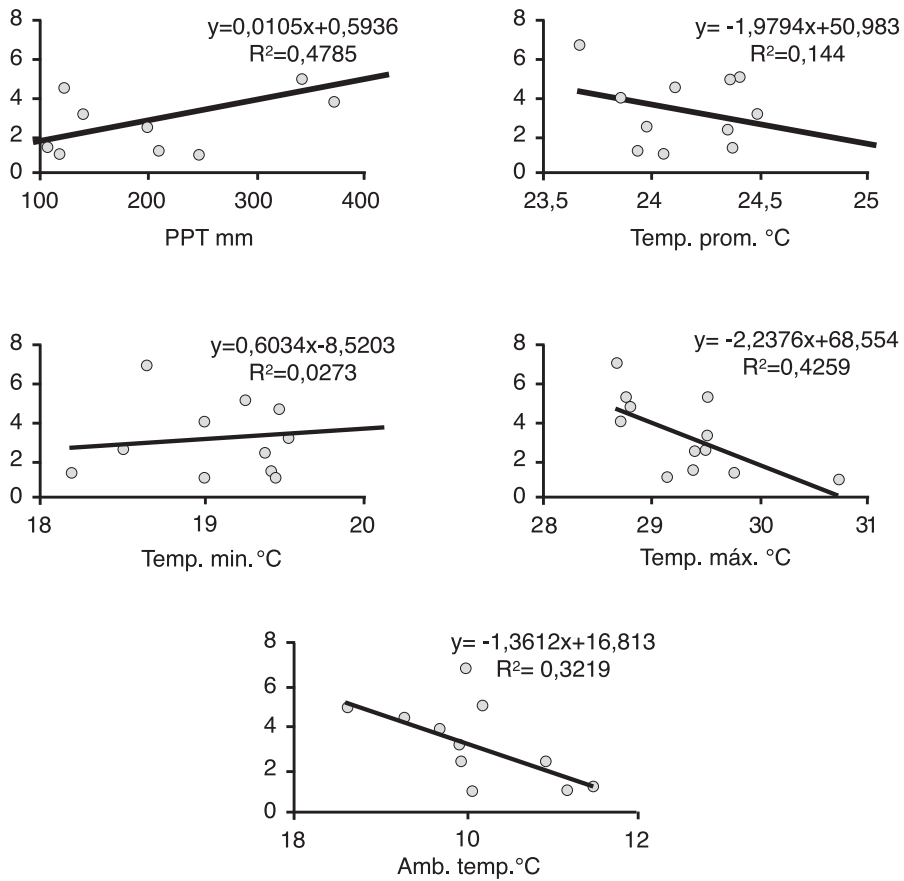 8
6
4
2
0
y=0,0105x+0,5936
R²=0,4785
100 200 300 400
PPT mm
8
6
4
2
0
y= -1,9794x+50,983
R²=0,144
23,5 24 24,5 25
Temp. prom. °C
8
6
4
2
0
y=0,6034x-8,5203
R²=0,0273
18 19 20
Temp. min.°C
8
6
4
2
0
y= -2,2376x+68,554
R²=0,4259
28 29 30 31
Temp. máx. °C
8
6
4
2
0
y= -1,3612x+16,813
R²= 0,3219
18 10 12
Amb. temp.°C